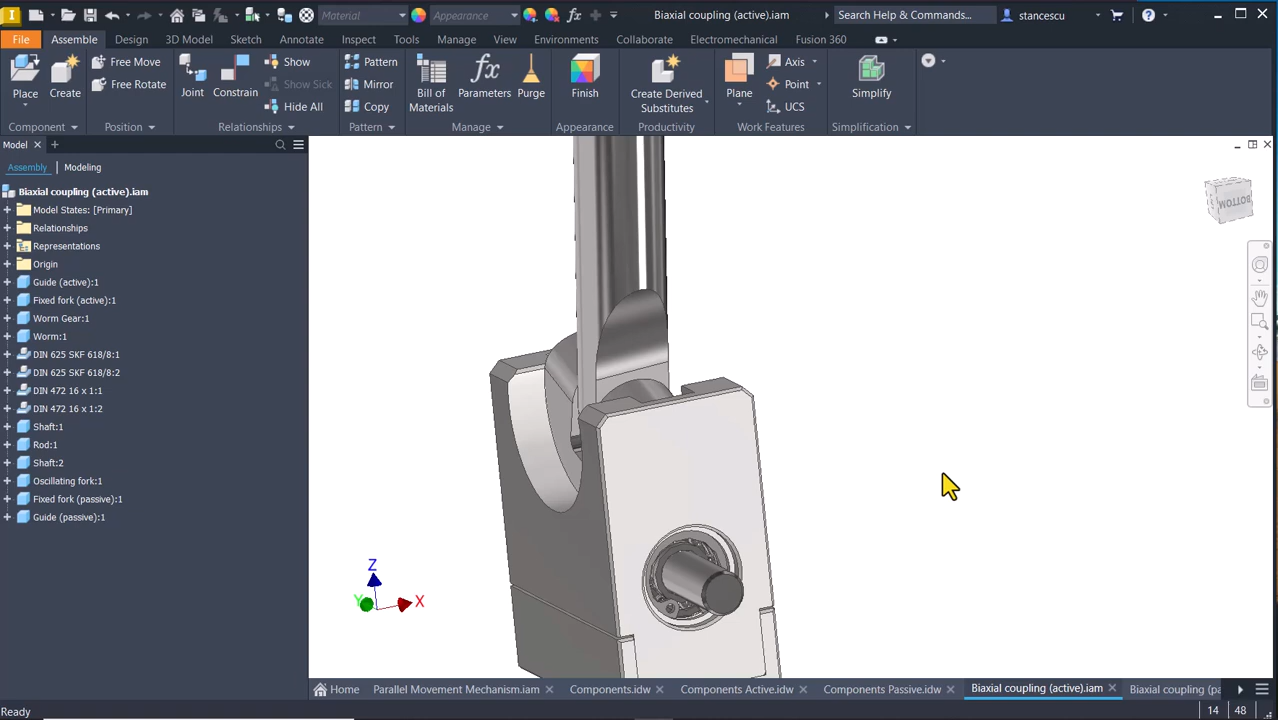 Material
Appearance
Biaxial coupling (active).iam
Search Help & Commands...
stancescu
File
Assemble
Design
3D Model
Sketch
Annotate
Inspect
Tools
Manage
View
Environments
Collaborate
Electromechanical
Fusion 360
Place
Create
Free Move
Free Rotate
Joint
Constrain
Show
Show Sick
Hide All
Pattern
Mirror
Copy
Bill of
Materials
fx
Parameters
Purge
Finish
Create Derived
Substitutes
Plane
Axis
Point
UCS
Simplify
Component
Position
Relationships
Pattern
Manage
Appearance
Productivity
Work Features
Simplification
Model
Assembly
Modeling
Biaxial coupling (active).iam
Model States: [Primary]
Relationships
Representations
Origin
Guide (active):1
Fixed fork (active):1
Worm Gear:1
Worm:1
DIN 625 SKF 618/8:1
DIN 625 SKF 618/8:2
DIN 472 16 x 1:1
DIN 472 16 x 1:2
Shaft:1
Rod:1
Shaft:2
Oscillating fork:1
Fixed fork (passive):1
Guide (passive):1
BOTTOM
Z
Y
X
Home
Parallel Movement Mechanism.iam
Components.idw
Components Active.idw
Components Passive.idw
Biaxial coupling (active).iam
Biaxial coupling (pa
Ready
14
48